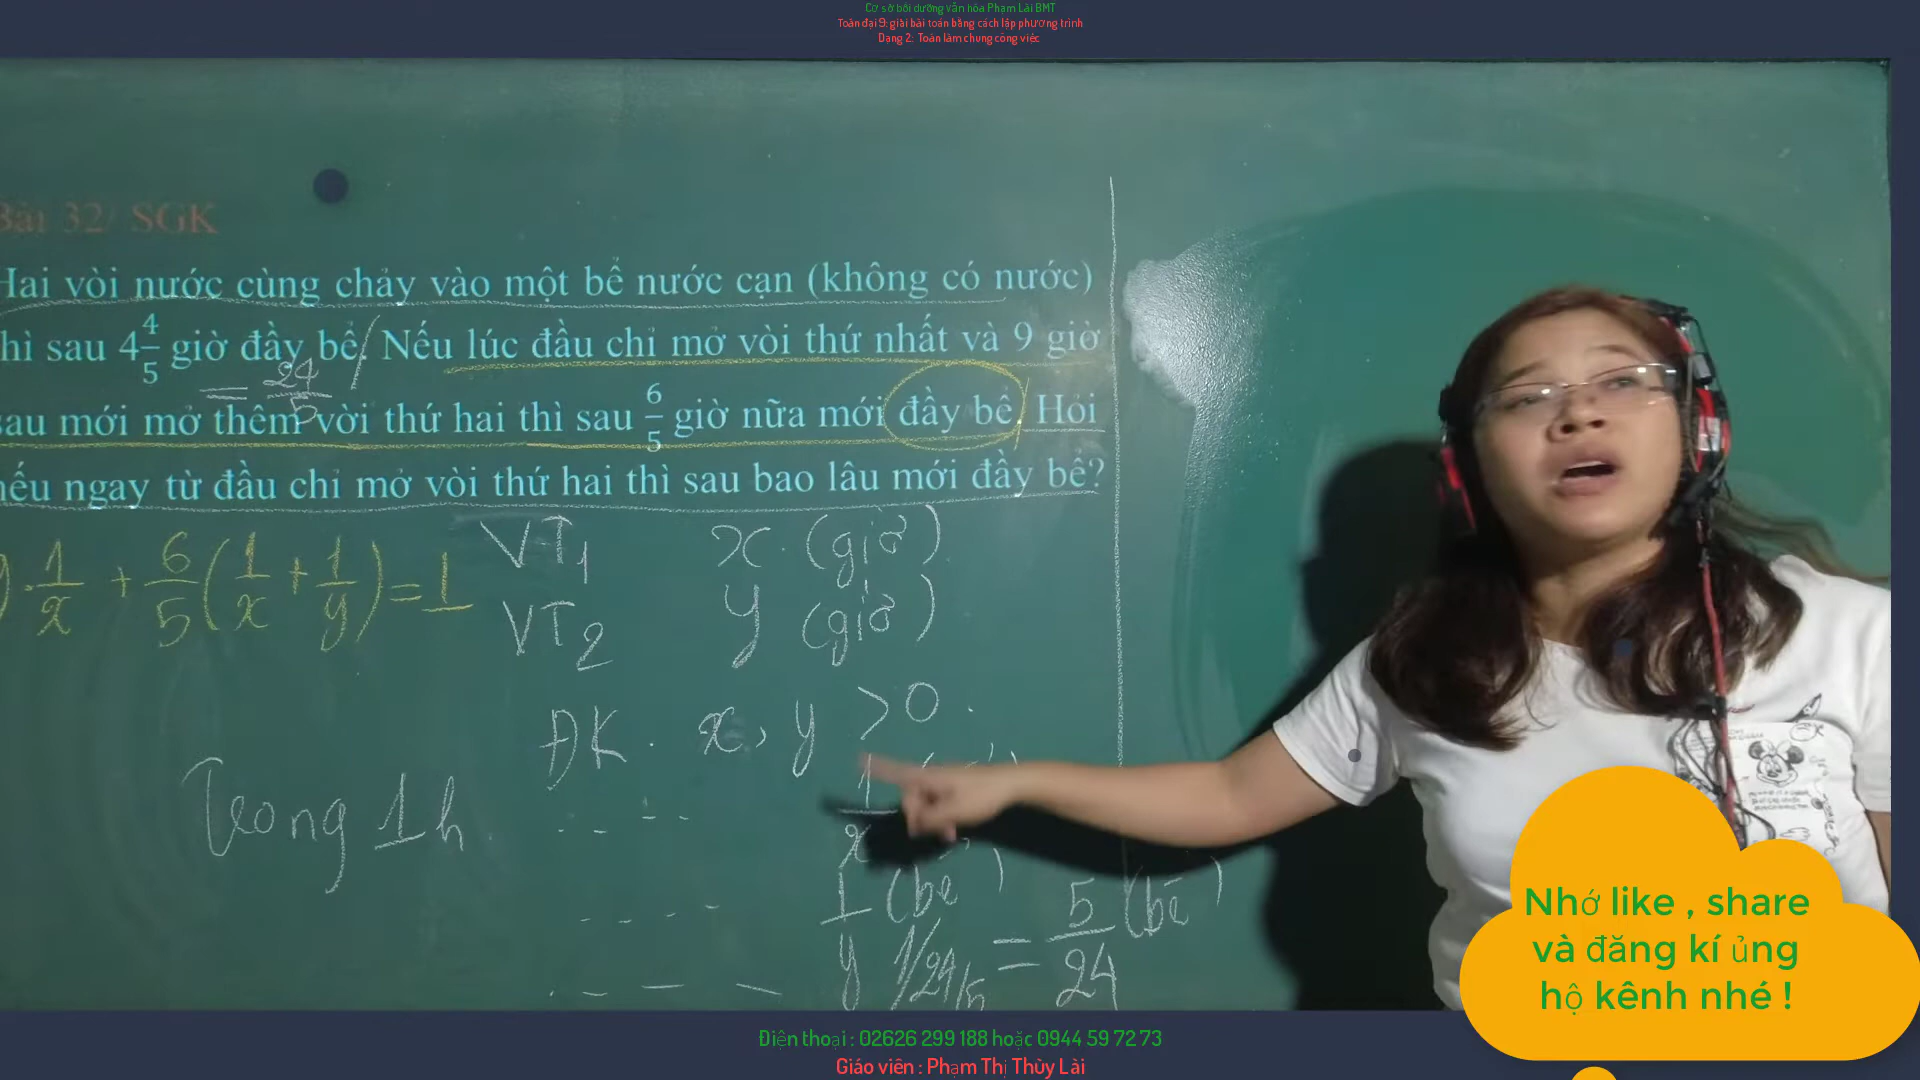 Cơ sở bồi dưỡng văn hóa Phạm Lài BMT
Toán đại 9: giải bài toán bằng cách lập phương trình
Dạng 2: Toán làm chung công việc
Bài 32/ SGK
Hai vòi nước cùng chảy vào một bể nước cạn (không có nước)
thì sau 4 4/5 giờ đầy bể. Nếu lúc đầu chỉ mở vòi thứ nhất và 9 giờ
= 24/5
sau mới mở thêm vòi thứ hai thì sau 6/5 giờ nữa mới đầy bể. Hỏi
nếu ngay từ đầu chỉ mở vòi thứ hai thì sau bao lâu mới đầy bể?
. 1/x + 6/5 (1/x + 1/y) = 1
VT1 x (giờ)
VT2 y (giờ)
ĐK. x, y > 0.
Trong 1h .... 1/x
.... 1/y (bể)
. _ _ _ 1/24/5 = 5/24 (bể)
Nhớ like , share
và đăng kí ủng
hộ kênh nhé !
Điện thoại : 02626 299 188 hoặc 0944 59 72 73
Giáo viên : Phạm Thị Thùy Lài